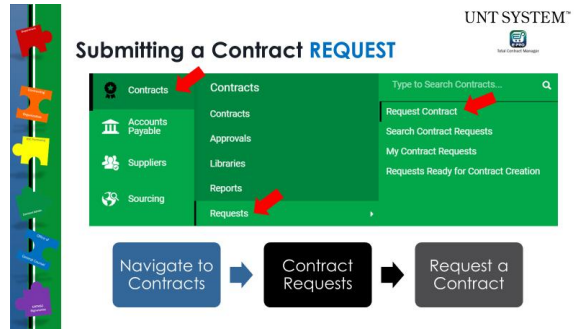 UNT SYSTEM™
Submitting a Contract REQUEST
Total Contract Manager
Contracts
Accounts
Payable
Suppliers
Sourcing
Contracts
Contracts
Approvals
Libraries
Reports
Requests
Type to Search Contracts...
Request Contract
Search Contract Requests
My Contract Requests
Requests Ready for Contract Creation
Navigate to
Contracts
Contract
Requests
Request a
Contract